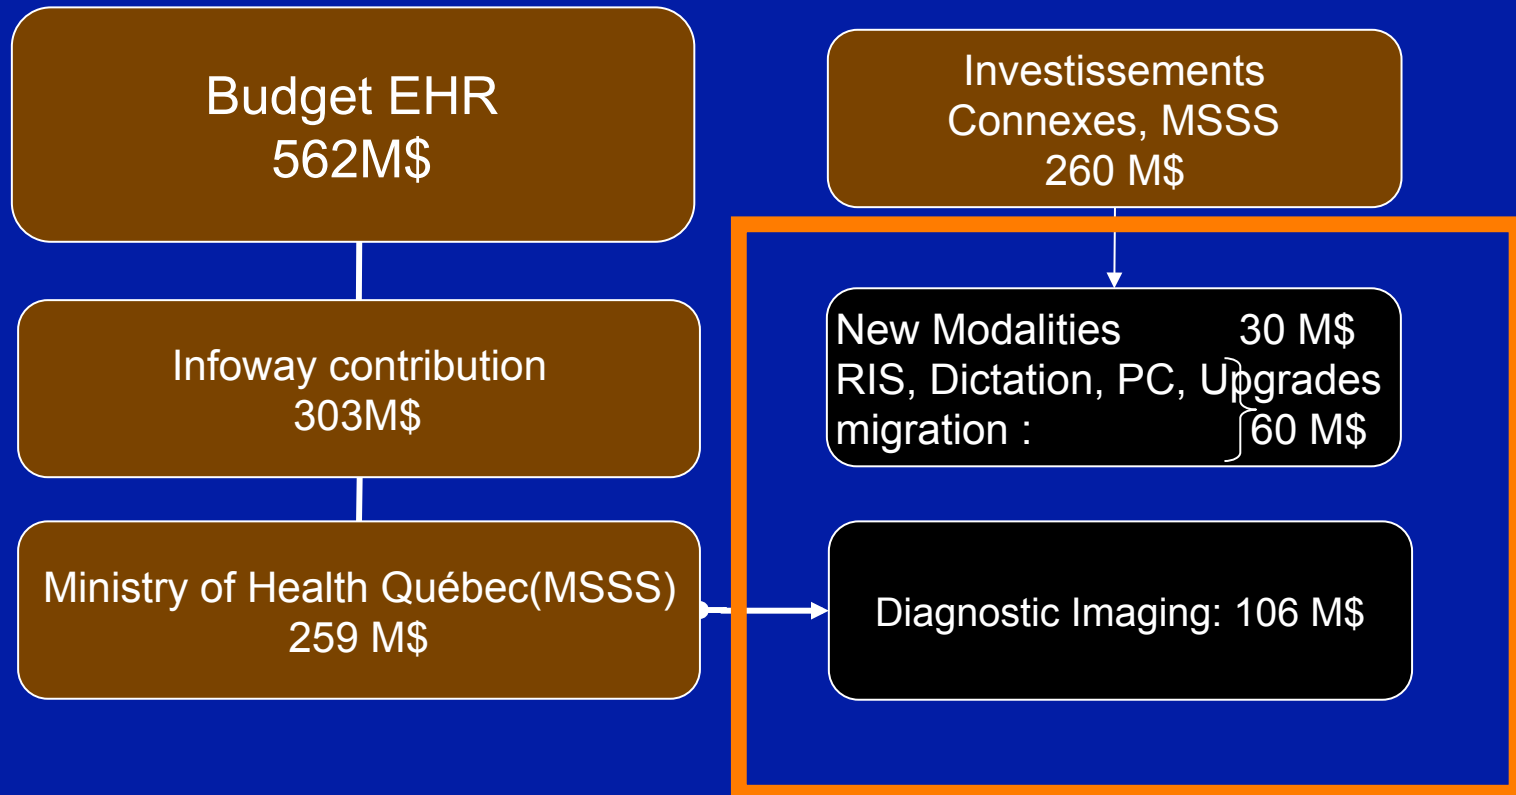 Budget EHR
562M$
Infoway contribution
303M$
Ministry of Health Québec(MSSS)
259 M$
Investissements
Connexes, MSSS
260 M$
New Modalities 30 M$
RIS, Dictation, PC, Upgrades
migration : 60 M$
Diagnostic Imaging: 106 M$